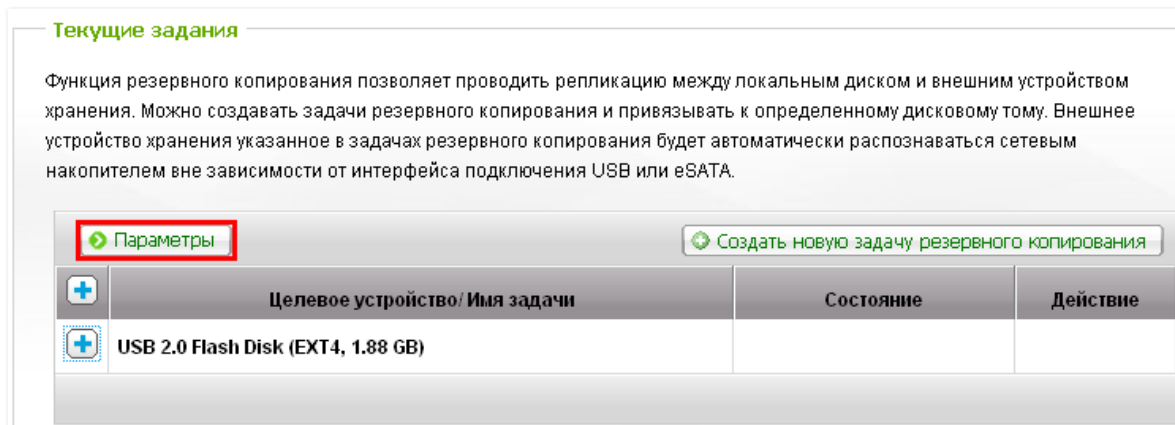 Текущие задания
Функция резервного копирования позволяет проводить репликацию между локальным диском и внешним устройством
хранения. Можно создавать задачи резервного копирования и привязывать к определенному дисковому тому. Внешнее
устройство хранения указанное в задачах резервного копирования будет автоматически распознаваться сетевым
накопителем вне зависимости от интерфейса подключения USB или eSATA.
Параметры Создать новую задачу резервного копирования
Целевое устройство/ Имя задачи Состояние Действие
USB 2.0 Flash Disk (EXT4, 1.88 GB)